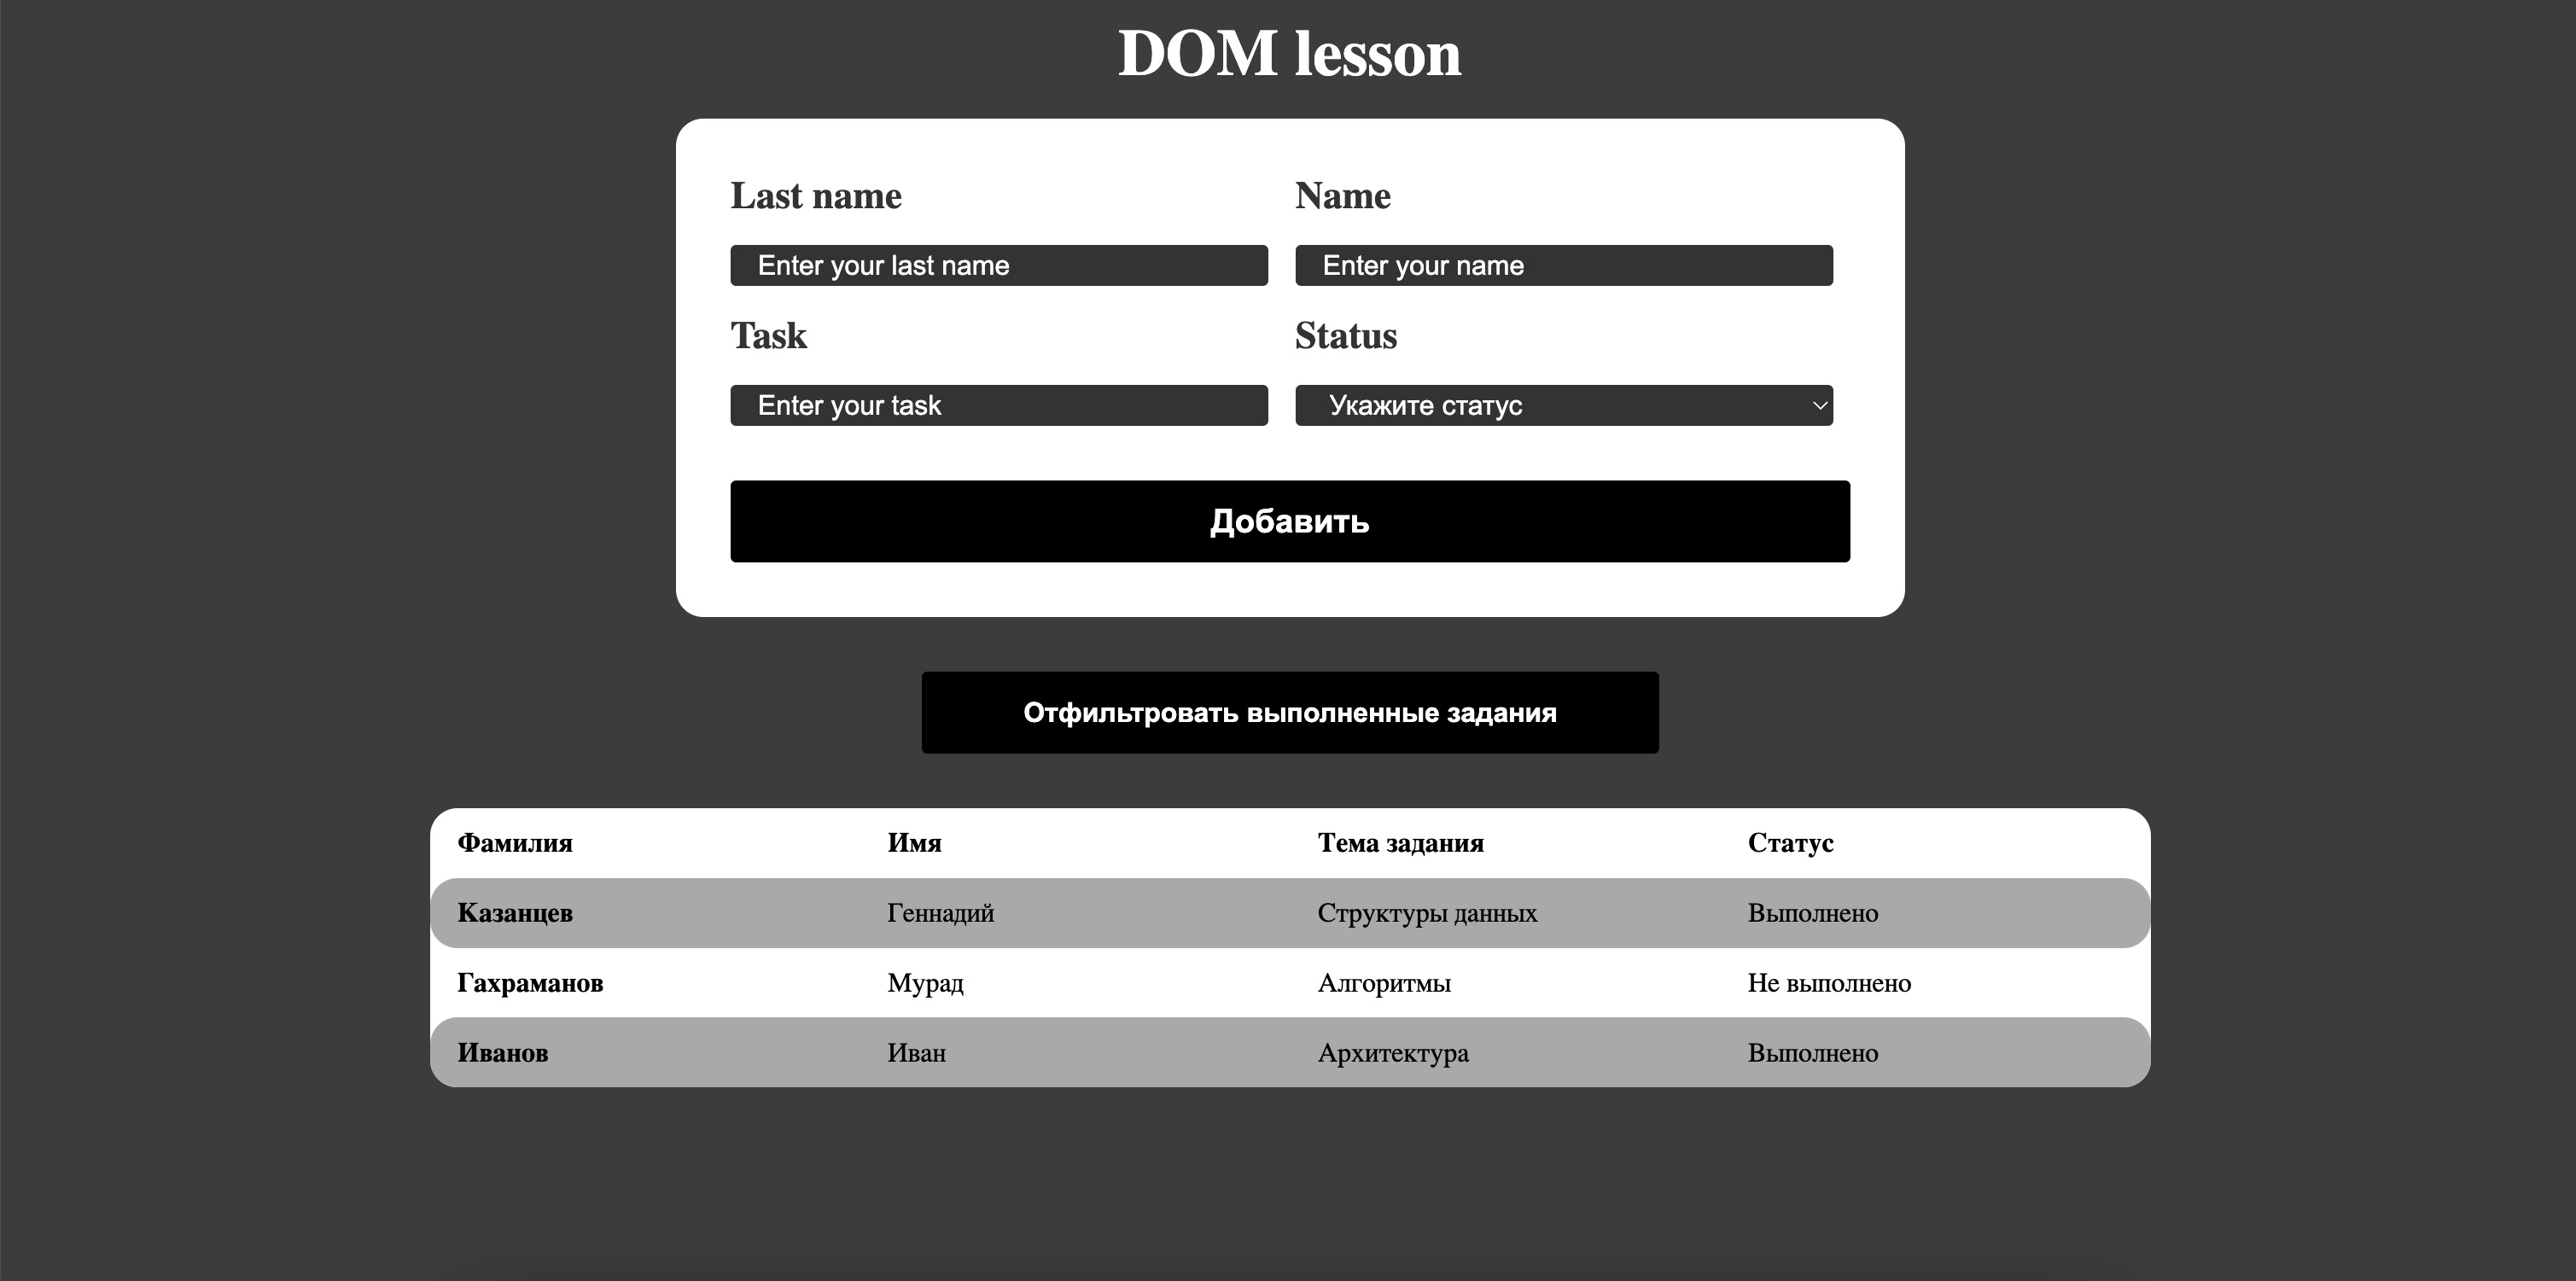 DOM lesson
Last name Name
Enter your last name Enter your name
Task Status
Enter your task Укажите статус
Добавить
Отфильтровать выполненные задания
Фамилия Имя Тема задания Статус
Казанцев Геннадий Структуры данных Выполнено
Гахраманов Мурад Алгоритмы Не выполнено
Иванов Иван Архитектура Выполнено